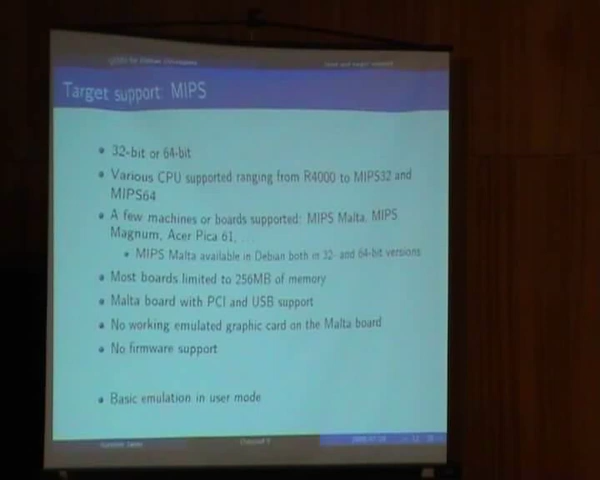 Target support: MIPS
• 32-bit or 64-bit
• Various CPU supported ranging from R4000 to MIPS32 and
MIPS64
• A few machines or boards supported: MIPS Malta, MIPS
Magnum, Acer Pica 61, ...
• MIPS Malta available in Debian both in 32- and 64-bit versions
• Most boards limited to 256MB of memory
• Malta board with PCI and USB support
• No working emulated graphic card on the Malta board
• No firmware support
• Basic emulation in user mode